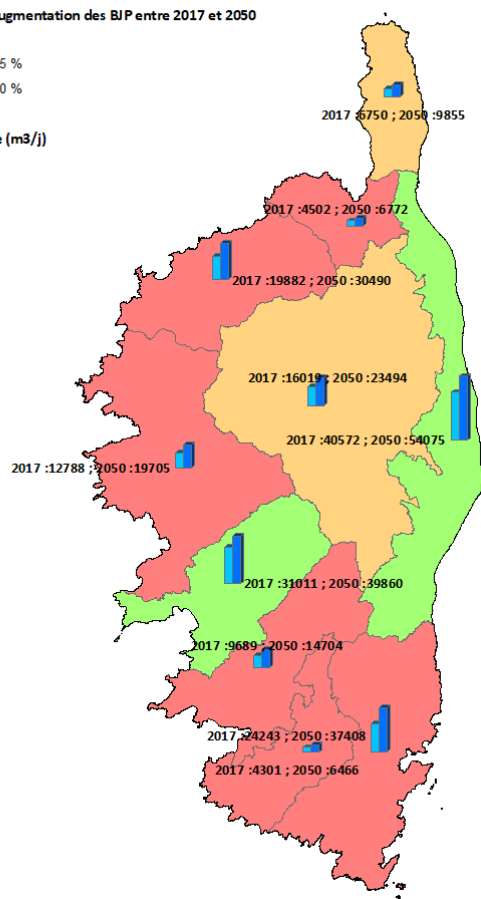 ugmentation des BJP entre 2017 et 2050
5 %
0 %
e (m3/j)
2017 :6750 ; 2050 :9855
2017 :4502 ; 2050 :6772
2017 :19882 ; 2050 :30490
2017 :16019 ; 2050 :23494
2017 :40572 ; 2050 :54075
2017 :12788 ; 2050 :19705
2017 :31011 ; 2050 :39860
2017 :9689 ; 2050 :14704
2017 :24243 ; 2050 :37408
2017 :4301 ; 2050 :6466